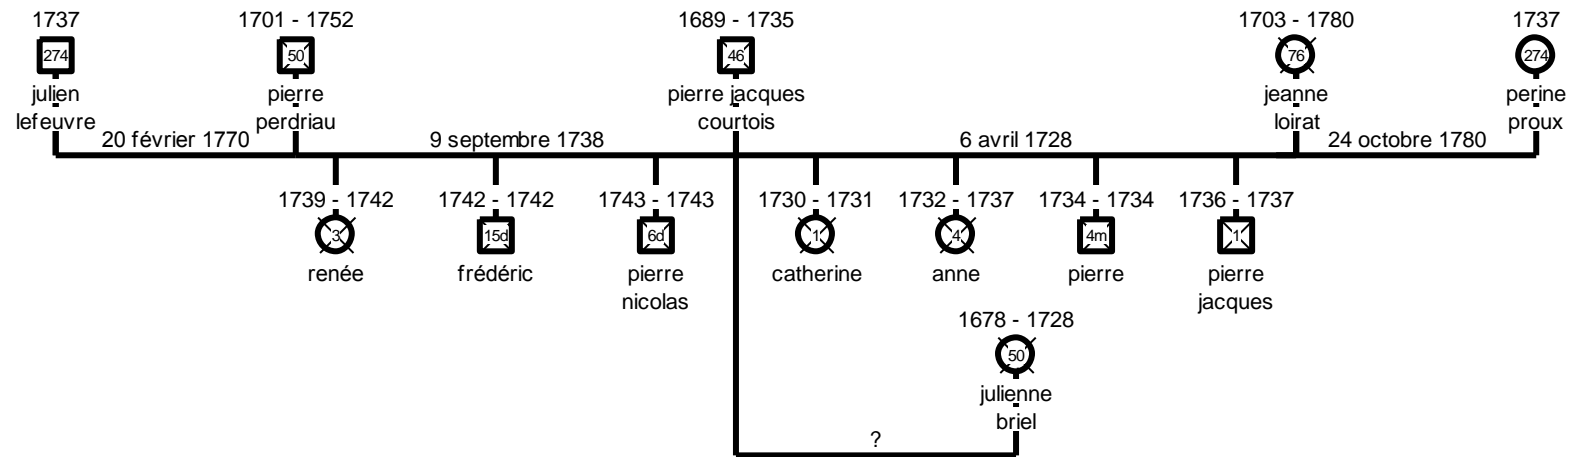 1737 1701 - 1752 1689 - 1735 1703 - 1780 1737
274 50 46 76 274
julien pierre pierre jacques jeanne perine
lefeuvre perdriau courtois loirat proux
20 février 1770 9 septembre 1738 6 avril 1728 24 octobre 1780
1739 - 1742 1742 - 1742 1743 - 1743 1730 - 1731 1732 - 1737 1734 - 1734 1736 - 1737
3 15d 6d 1 4 4m 1
renée frédéric pierre catherine anne pierre pierre
nicolas jacques
1678 - 1728
50
julienne
briel
?